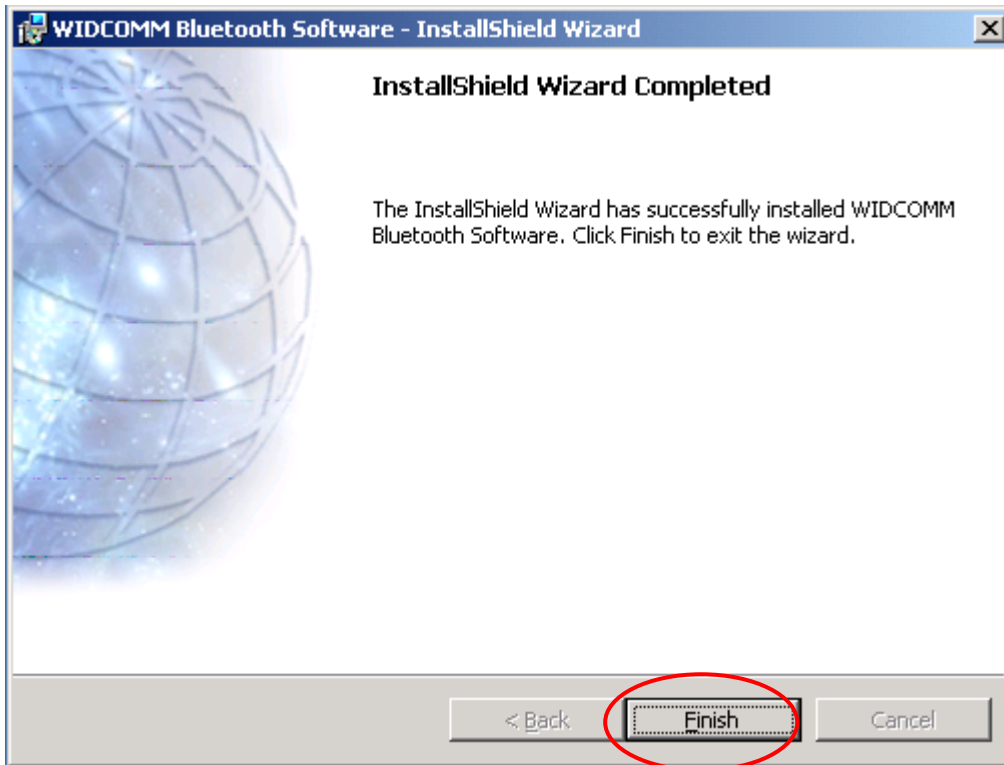 WIDCOMM Bluetooth Software - InstallShield Wizard
InstallShield Wizard Completed
The InstallShield Wizard has successfully installed WIDCOMM
Bluetooth Software. Click Finish to exit the wizard.
< Back
Finish
Cancel